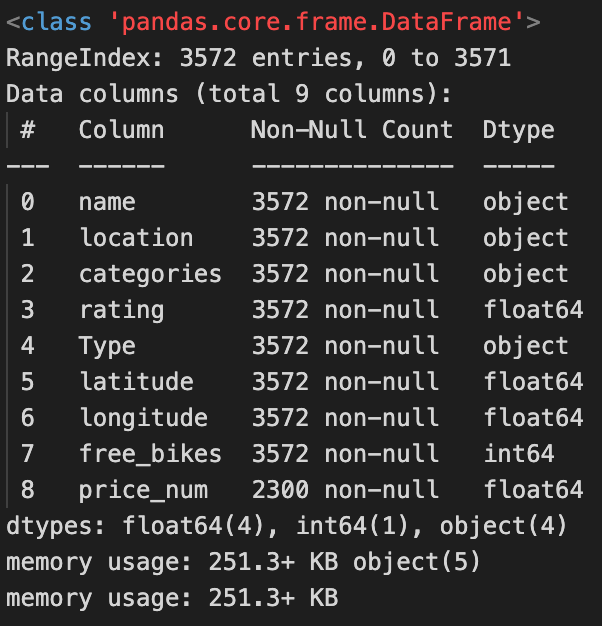 <class 'pandas.core.frame.DataFrame'>
RangeIndex: 3572 entries, 0 to 3571
Data columns (total 9 columns):
 #   Column      Non-Null Count  Dtype
---  ------      --------------  -----
 0   name        3572 non-null   object
 1   location    3572 non-null   object
 2   categories  3572 non-null   object
 3   rating      3572 non-null   float64
 4   Type        3572 non-null   object
 5   latitude    3572 non-null   float64
 6   longitude   3572 non-null   float64
 7   free_bikes  3572 non-null   int64
 8   price_num   2300 non-null   float64
dtypes: float64(4), int64(1), object(4)
memory usage: 251.3+ KB object(5)
memory usage: 251.3+ KB